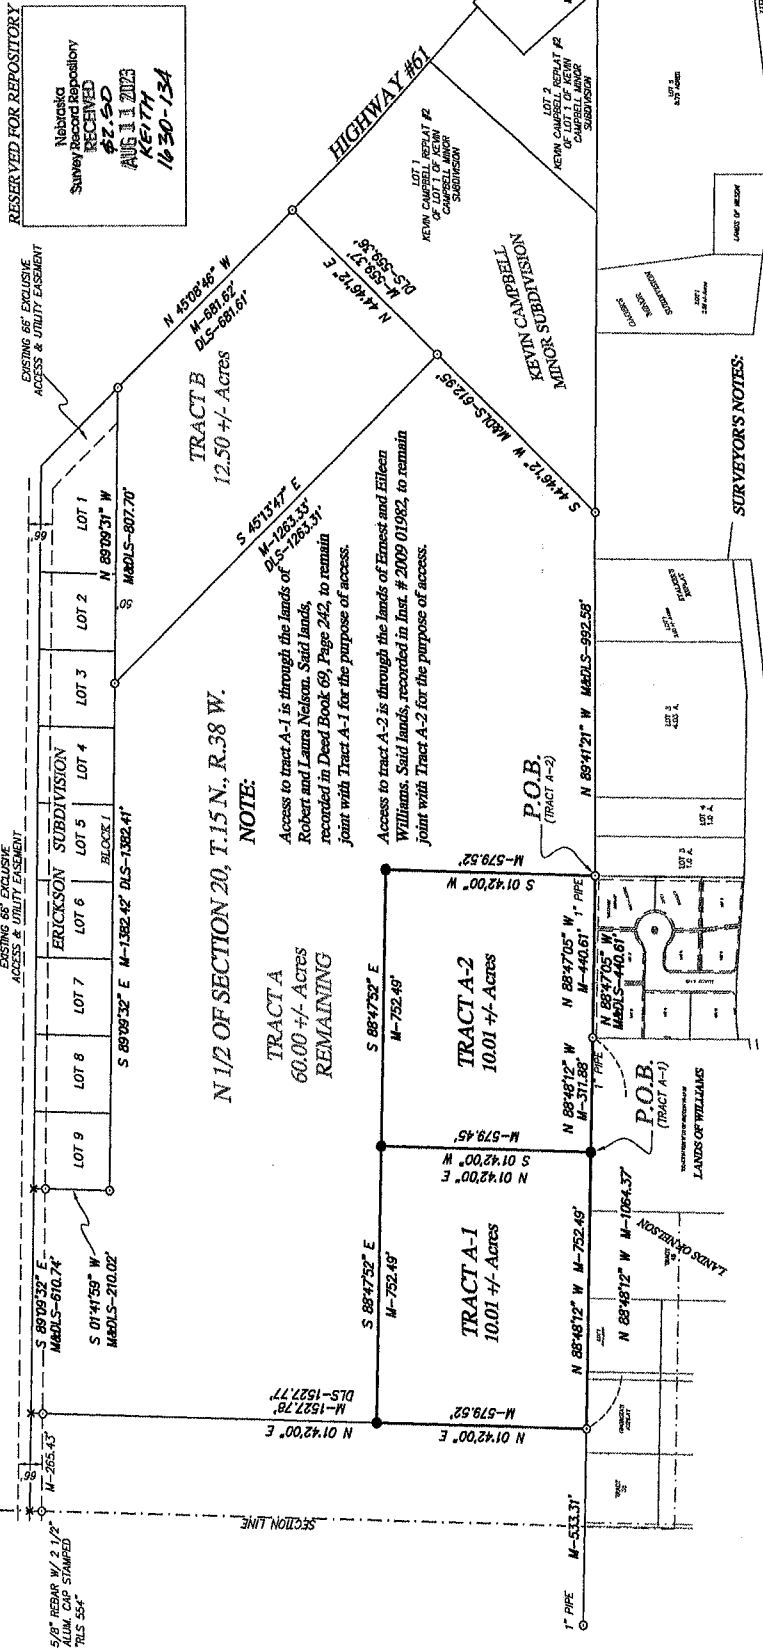 RESERVED FOR REPOSITORY
Nebraska
Survey Record Repository
RECEIVED
$2.50
AUG 11 2023
KEITH
1630-134
EXISTING 66' EXCLUSIVE
ACCESS & UTILITY EASEMENT
EXISTING 66' EXCLUSIVE
ACCESS & UTILITY EASEMENT
5/8" REBAR W/ 2 1/2"
ALUM. CAP STAMPED
"RLS 554"
66'
M-265.43'
S 89°09'32" E
M&DLS-610.74'
S 01°41'59" W
M&DLS-210.02'
66'
ERICKSON SUBDIVISION
LOT 9
LOT 8
LOT 7
LOT 6
LOT 5
LOT 4
LOT 3
LOT 2
LOT 1
BLOCK 1
S 89°09'32" E M-1382.42' DLS-1382.41'
50'
N 89°09'31" W
M&DLS-807.70'
N 45°08'46" W
M-681.62'
DLS-681.61'
HIGHWAY #61
TRACT B
12.50 +/- Acres
S 45°13'47" E
M-1263.33'
DLS-1263.31'
N 44°46'12" E
M-559.37'
DLS-559.36'
LOT 1
KEVIN CAMPBELL REPLAT #2
OF LOT 1 OF KEVIN
CAMPBELL MINOR
SUBDIVISION
LOT 2
KEVIN CAMPBELL REPLAT #2
OF LOT 1 OF KEVIN
CAMPBELL MINOR
SUBDIVISION
KEVIN CAMPBELL
MINOR SUBDIVISION
S 44°46'12" W M&DLS-612.95'
N 1/2 OF SECTION 20, T.15 N., R.38 W.
NOTE:
Access to tract A-1 is through the lands of
Robert and Laura Nelson. Said lands,
recorded in Deed Book 69, Page 242, to remain
joint with Tract A-1 for the purpose of access.
Access to tract A-2 is through the lands of Ernest and Eileen
Williams. Said lands, recorded in Inst. # 2009 01982, to remain
joint with Tract A-2 for the purpose of access.
TRACT A
60.00 +/- Acres
REMAINING
N 01°42'00" E
M-1527.78'
DLS-1527.77'
SECTION LINE
S 88°47'52" E
M-752.49'
S 88°47'52" E
M-752.49'
N 01°42'00" E
M-579.52'
TRACT A-1
10.01 +/- Acres
N 01°42'00" E
S 01°42'00" W
M-579.45'
TRACT A-2
10.01 +/- Acres
S 01°42'00" W
M-579.52'
P.O.B.
(TRACT A-2)
N 89°41'21" W M&DLS-992.58'
1" PIPE
M-533.31'
N 88°48'12" W M-752.49'
N 88°48'12" W
M-311.88'
1" PIPE
N 88°47'05" W
M-440.61'
1" PIPE
N 88°47'05" W
M&DLS-440.61'
N 88°48'12" W M-1064.37'
P.O.B.
(TRACT A-1)
LANDS OF NELSON
LANDS OF WILLIAMS
LOT 3
4.03 A.
LOT 4
1.0 A.
LANDS OF NELSON
SURVEYOR'S NOTES: